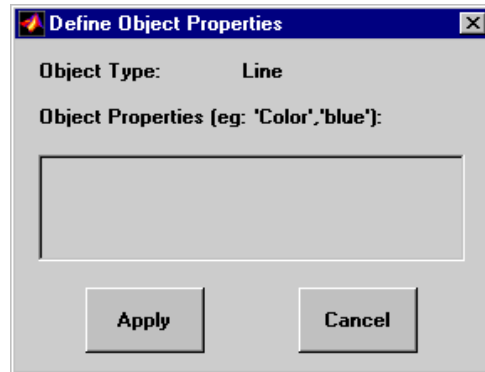 Define Object Properties
Object Type: Line
Object Properties (eg: 'Color','blue'):
Apply Cancel